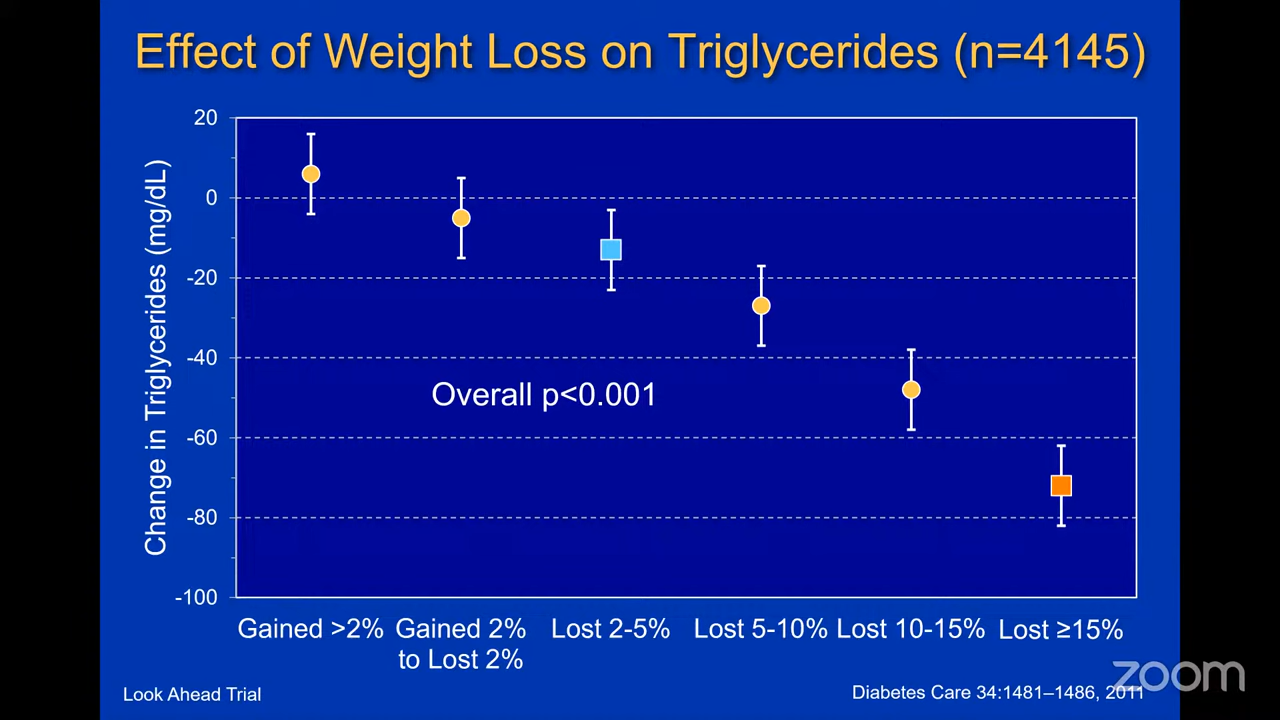 Effect of Weight Loss on Triglycerides (n=4145)
Change in Triglycerides (mg/dL)
20
0
-20
-40
-60
-80
-100
Overall p<0.001
Gained >2%
Gained 2%
to Lost 2%
Lost 2-5%
Lost 5-10%
Lost 10-15%
Lost ≥15%
Look Ahead Trial
Diabetes Care 34:1481–1486, 2011
zoom